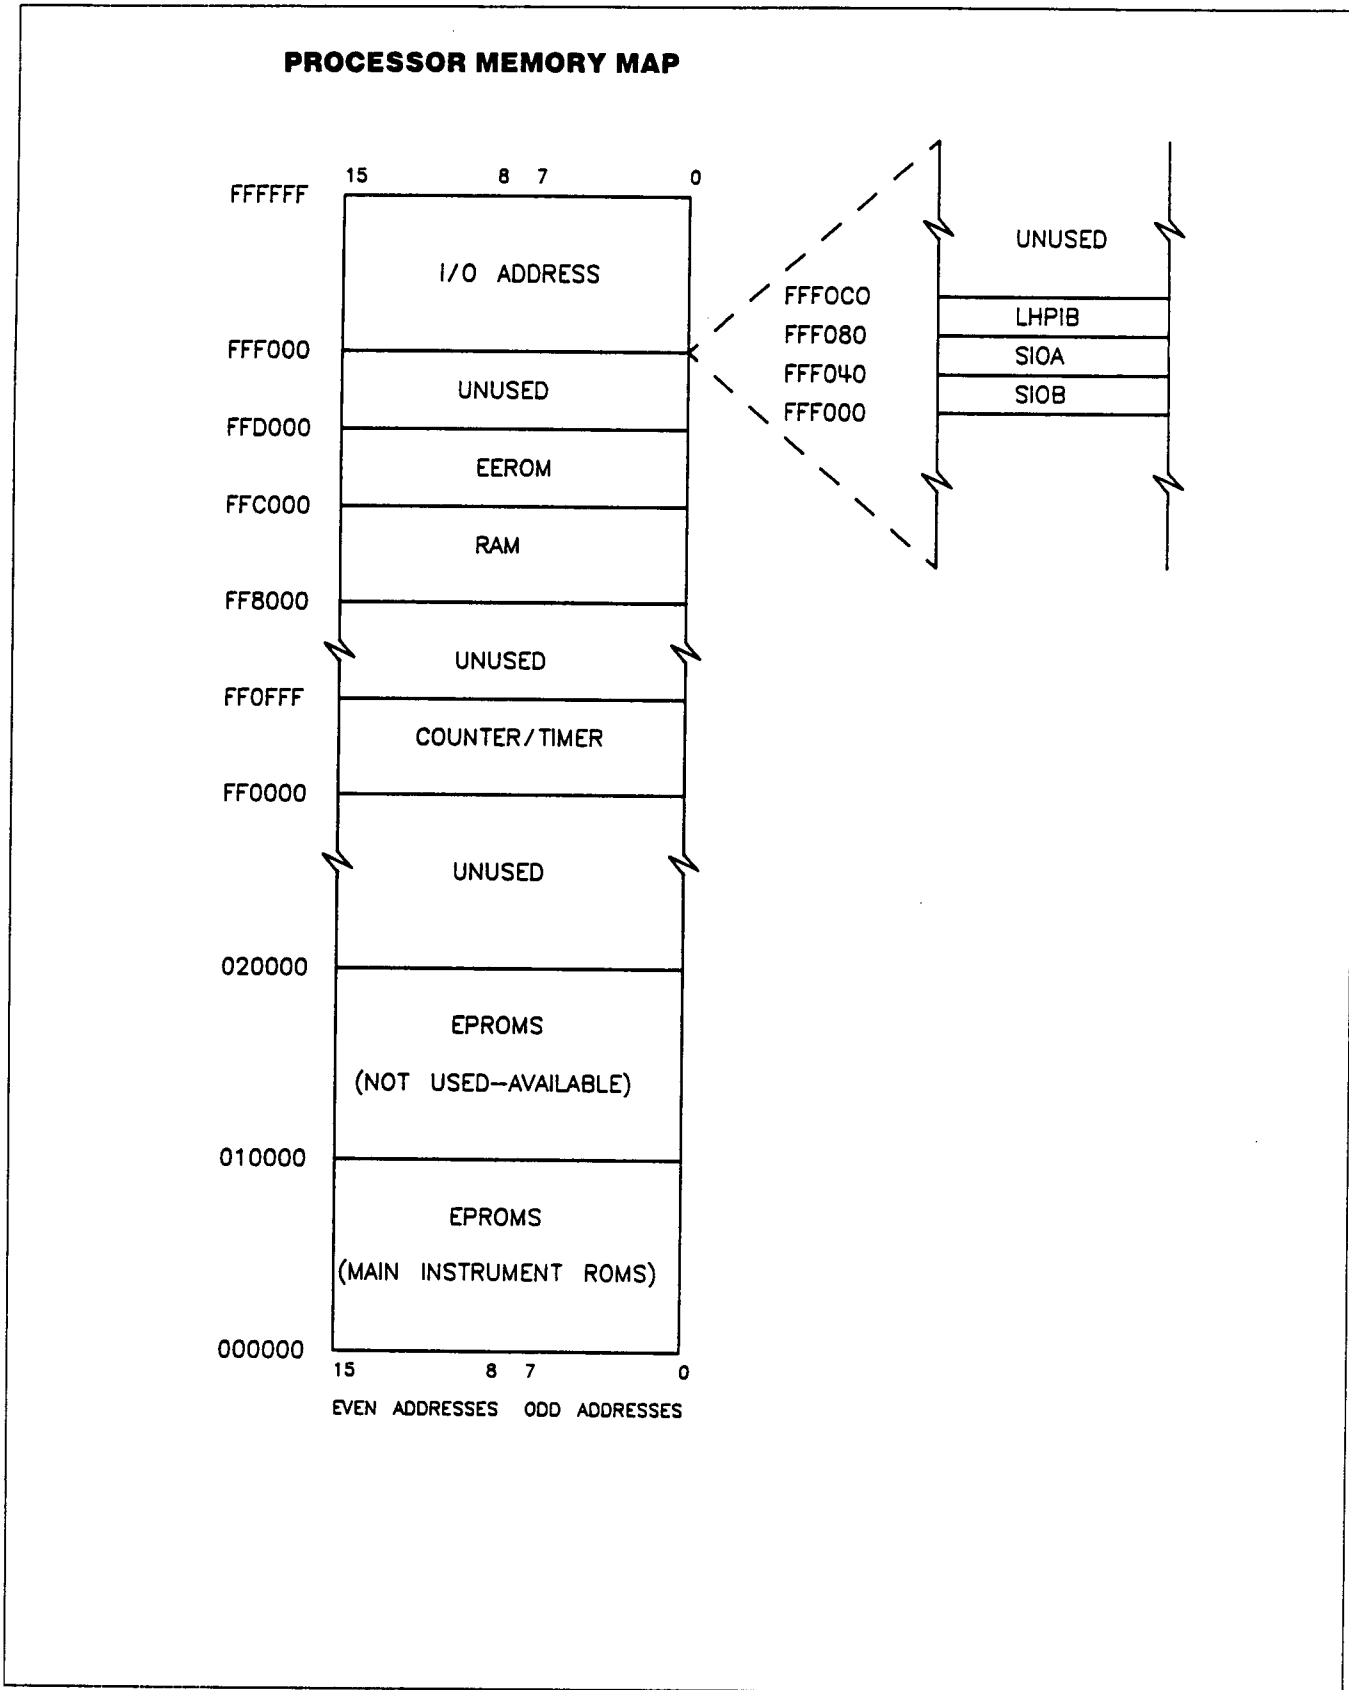 PROCESSOR MEMORY MAP
15 8 7 0
FFFFFF
I/O ADDRESS
FFF000
UNUSED
FFD000
EEROM
FFC000
RAM
FF8000
UNUSED
FF0FFF
COUNTER/TIMER
FF0000
UNUSED
020000
EPROMS
(NOT USED-AVAILABLE)
010000
EPROMS
(MAIN INSTRUMENT ROMS)
000000
15 8 7 0
EVEN ADDRESSES ODD ADDRESSES
UNUSED
FFF0C0
LHPIB
FFF080
SIOA
FFF040
SIOB
FFF000